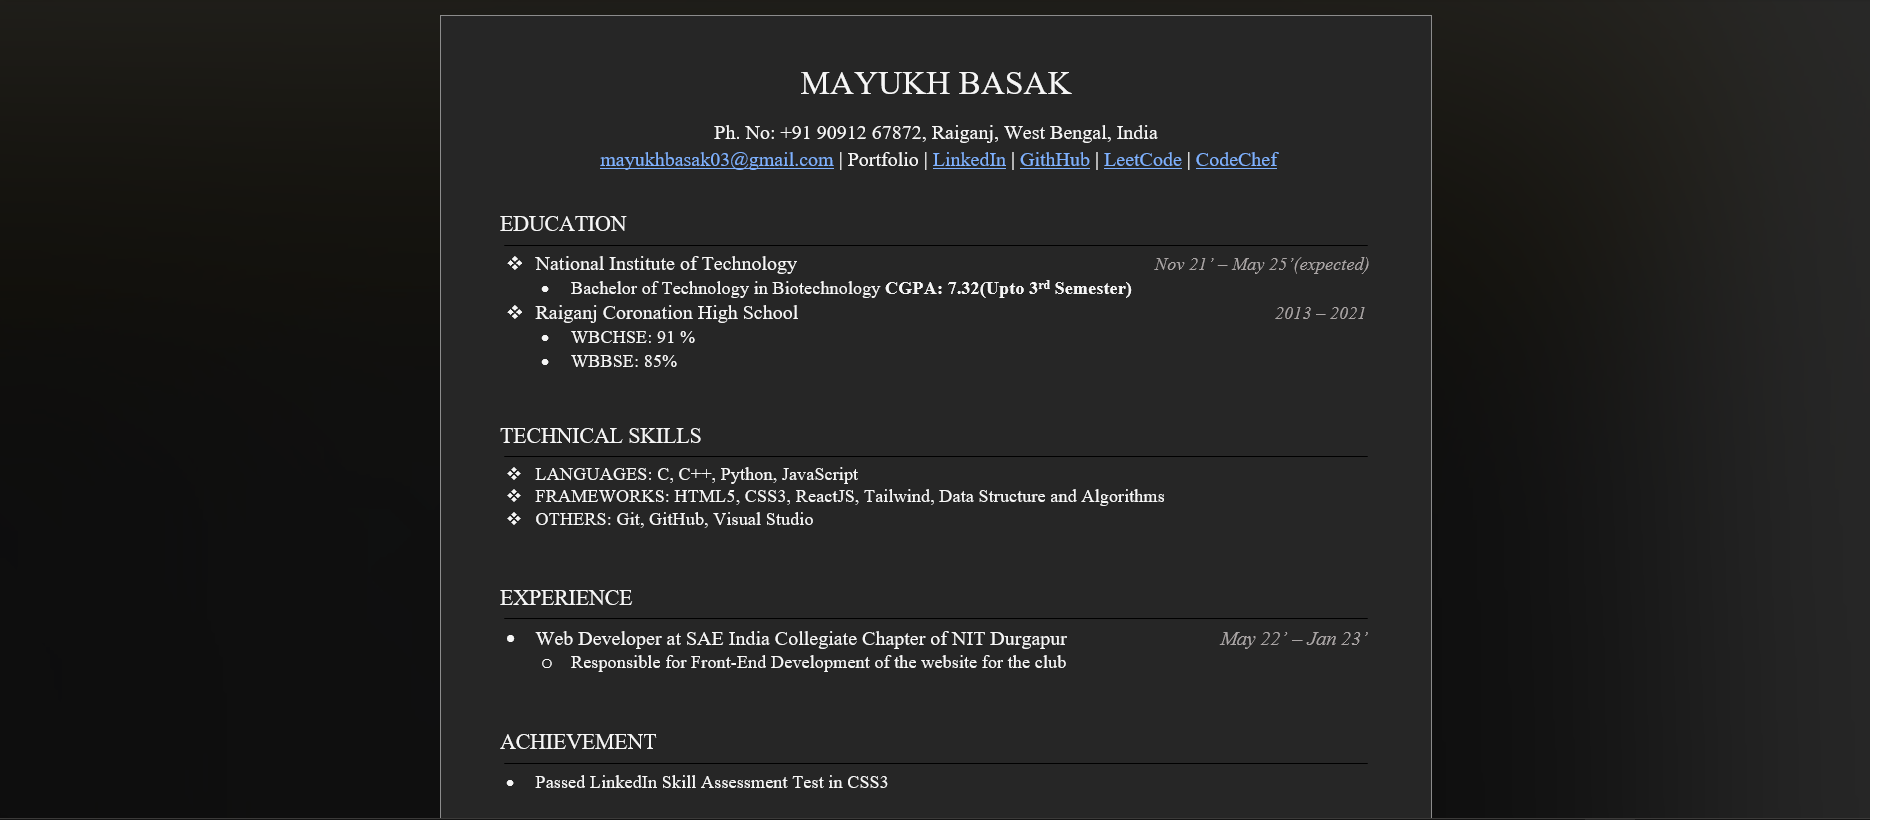 MAYUKH BASAK
Ph. No: +91 90912 67872, Raiganj, West Bengal, India
mayukhbasak03@gmail.com | Portfolio | LinkedIn | GithHub | LeetCode | CodeChef
EDUCATION
❖ National Institute of Technology Nov 21’ – May 25’(expected)
• Bachelor of Technology in Biotechnology CGPA: 7.32(Upto 3rd Semester)
❖ Raiganj Coronation High School 2013 – 2021
• WBCHSE: 91 %
• WBBSE: 85%
TECHNICAL SKILLS
❖ LANGUAGES: C, C++, Python, JavaScript
❖ FRAMEWORKS: HTML5, CSS3, ReactJS, Tailwind, Data Structure and Algorithms
❖ OTHERS: Git, GitHub, Visual Studio
EXPERIENCE
• Web Developer at SAE India Collegiate Chapter of NIT Durgapur May 22’ – Jan 23’
o Responsible for Front-End Development of the website for the club
ACHIEVEMENT
• Passed LinkedIn Skill Assessment Test in CSS3